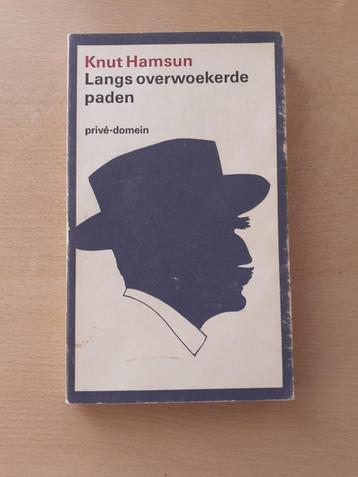 Knut Hamsun
Langs overwoekerde
paden
privé-domein